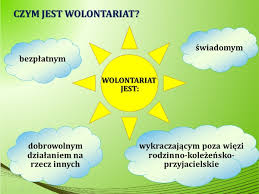 CZYM JEST WOLONTARIAT?
świadomym
bezpłatnym
WOLONTARIAT
JEST:
dobrowolnym
działaniem na
rzecz innych
wykraczającym poza więzi
rodzinno-koleżeńsko-
przyjacielskie